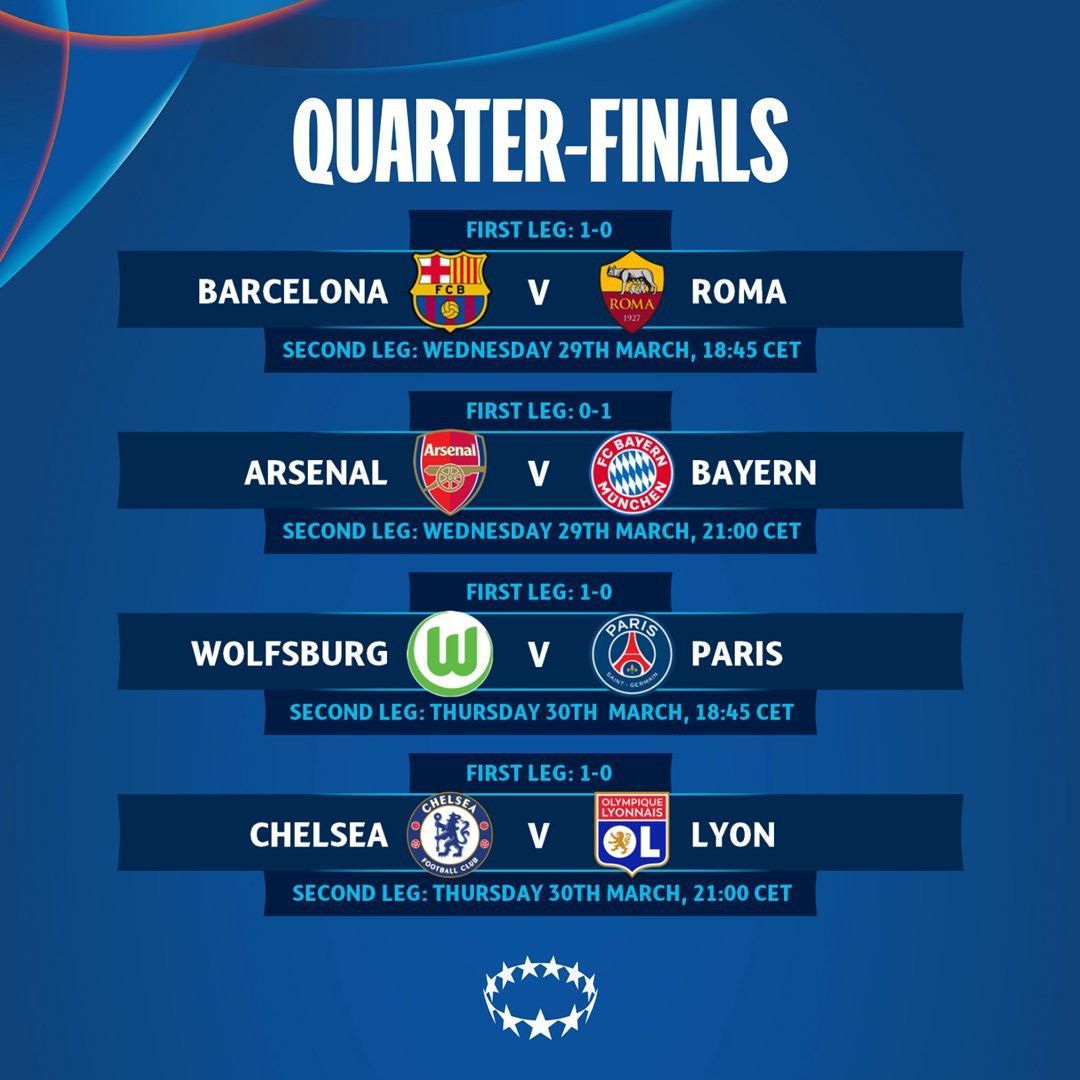 QUARTER-FINALS
FIRST LEG: 1-0
BARCELONA FCB V ROMA 1927 ROMA
SECOND LEG: WEDNESDAY 29TH MARCH, 18:45 CET
FIRST LEG: 0-1
ARSENAL Arsenal V FC BAYERN MÜNCHEN BAYERN
SECOND LEG: WEDNESDAY 29TH MARCH, 21:00 CET
FIRST LEG: 1-0
WOLFSBURG W V PARIS SAINT-GERMAIN PARIS
SECOND LEG: THURSDAY 30TH  MARCH, 18:45 CET
FIRST LEG: 1-0
CHELSEA CHELSEA FOOTBALL CLUB V OLYMPIQUE LYONNAIS OL LYON
SECOND LEG: THURSDAY 30TH MARCH, 21:00 CET